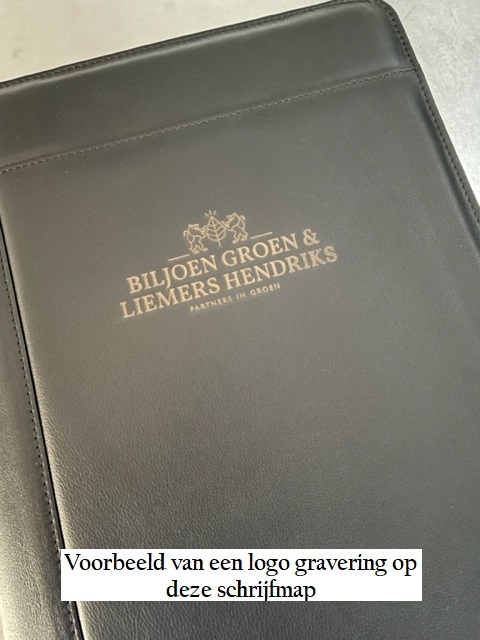 BILJOEN GROEN &
LIEMERS HENDRIKS
PARTNERS IN GROEN
Voorbeeld van een logo gravering op
deze schrijfmap